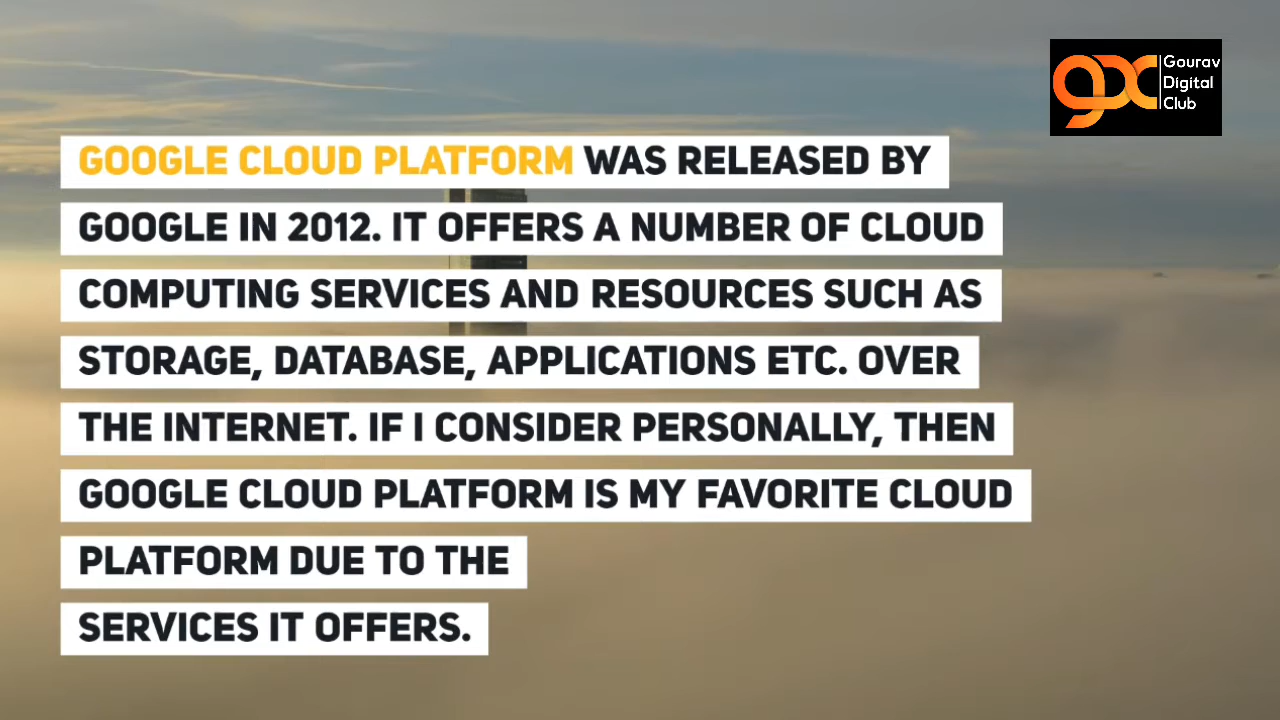 Gourav
Digital
Club
GOOGLE CLOUD PLATFORM WAS RELEASED BY
GOOGLE IN 2012. IT OFFERS A NUMBER OF CLOUD
COMPUTING SERVICES AND RESOURCES SUCH AS
STORAGE, DATABASE, APPLICATIONS ETC. OVER
THE INTERNET. IF I CONSIDER PERSONALLY, THEN
GOOGLE CLOUD PLATFORM IS MY FAVORITE CLOUD
PLATFORM DUE TO THE
SERVICES IT OFFERS.